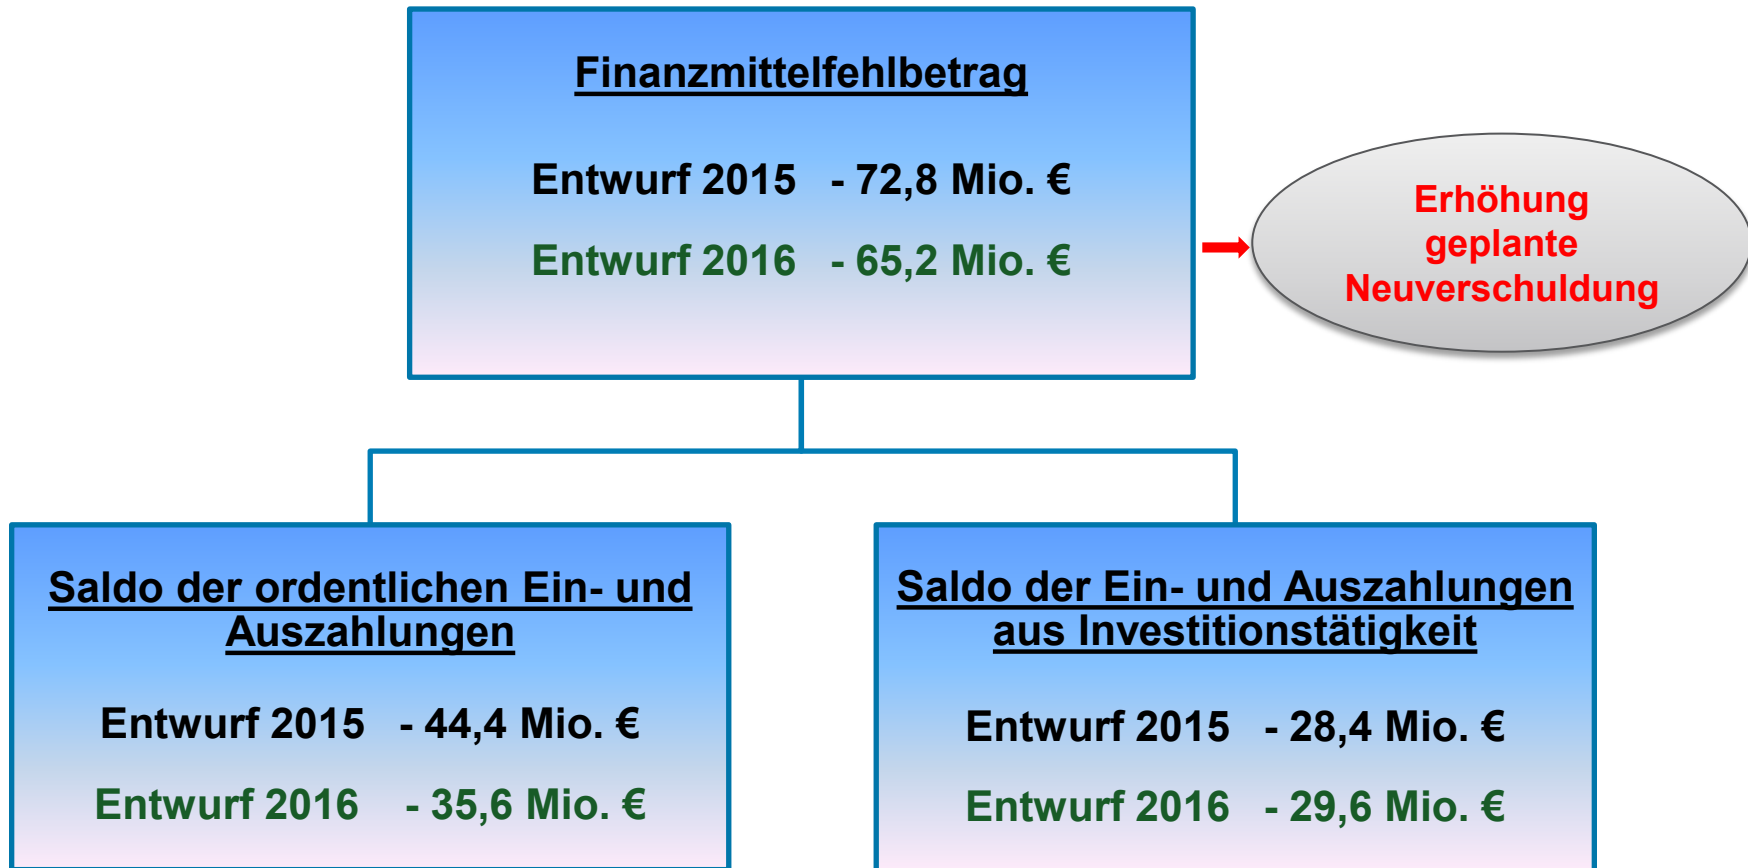 Finanzmittelfehlbetrag
Entwurf 2015 - 72,8 Mio. €
Entwurf 2016 - 65,2 Mio. €
Erhöhung
geplante
Neuverschuldung
Saldo der ordentlichen Ein- und
Auszahlungen
Entwurf 2015 - 44,4 Mio. €
Entwurf 2016 - 35,6 Mio. €
Saldo der Ein- und Auszahlungen
aus Investitionstätigkeit
Entwurf 2015 - 28,4 Mio. €
Entwurf 2016 - 29,6 Mio. €